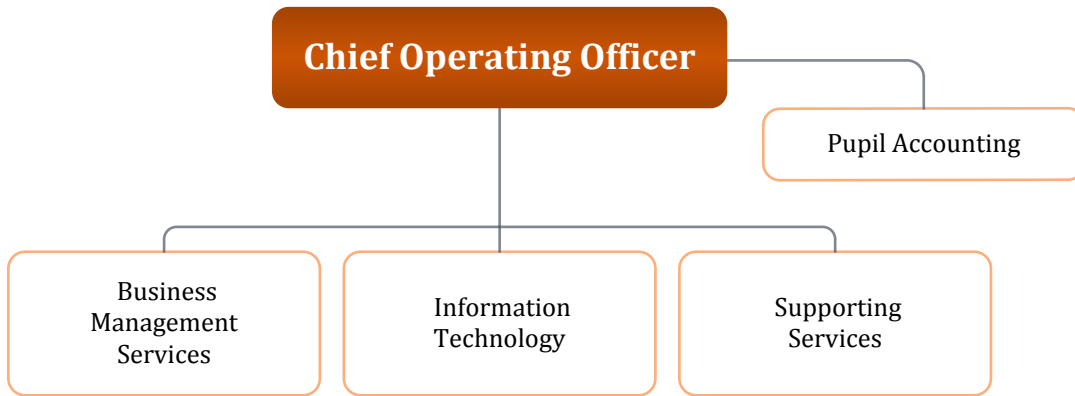 Chief Operating Officer
Pupil Accounting
Business
Management
Services
Information
Technology
Supporting
Services